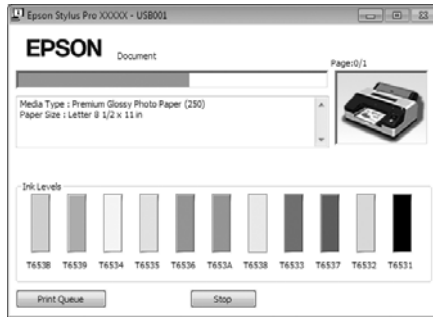 Epson Stylus Pro XXXXX - USB001
EPSON
Document
Page:0/1
Media Type : Premium Glossy Photo Paper (250)
Paper Size : Letter 8 1/2 x 11 in
Ink Levels
T653B T6539 T6534 T6535 T6536 T653A T6538 T6533 T6537 T6532 T6531
Print Queue Stop